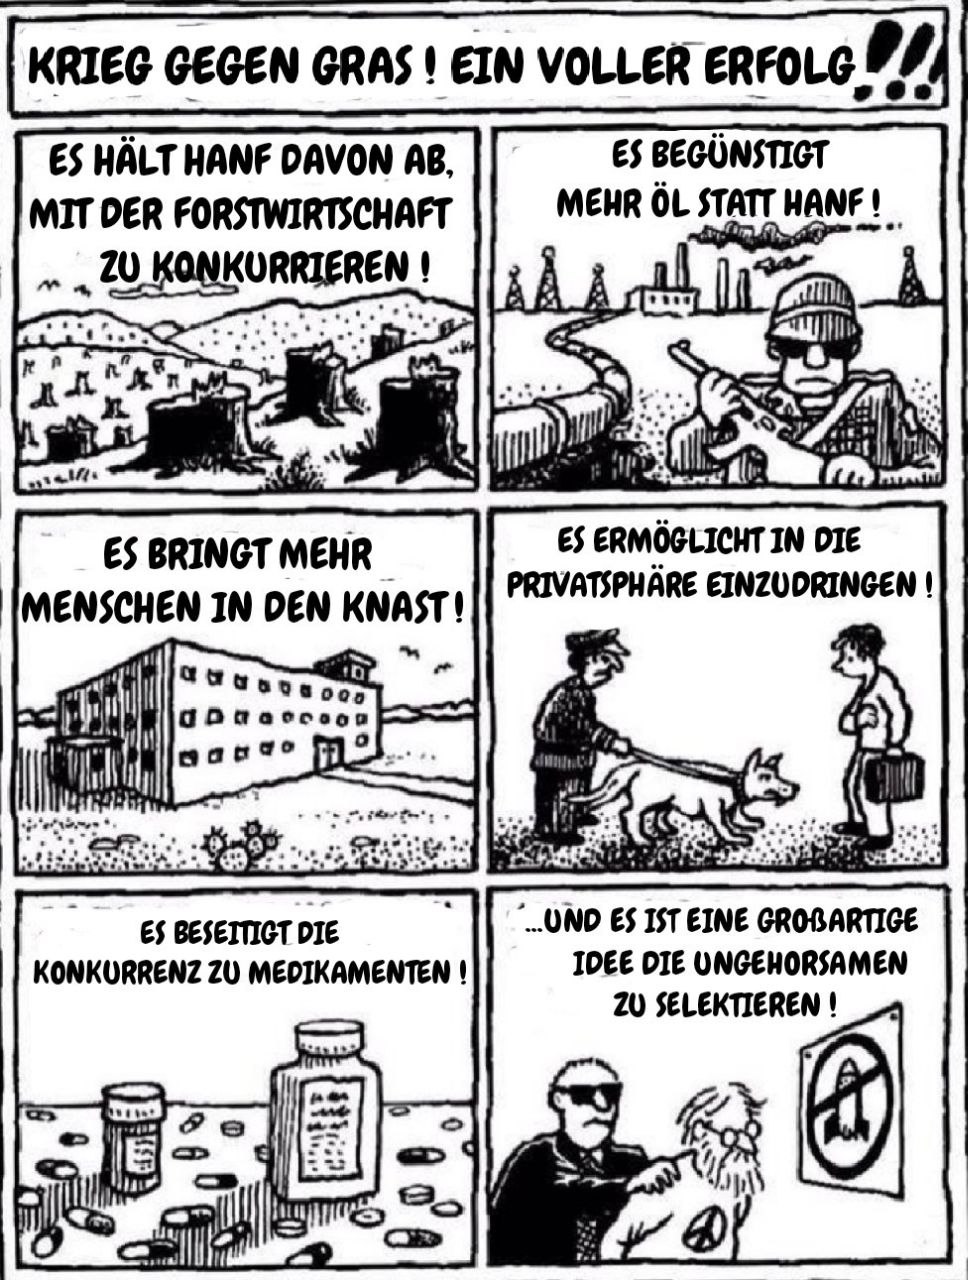 KRIEG GEGEN GRAS! EIN VOLLER ERFOLG!!!
ES HÄLT HANF DAVON AB,
MIT DER FORSTWIRTSCHAFT
ZU KONKURRIEREN!
ES BEGÜNSTIGT
MEHR ÖL STATT HANF!
ES BRINGT MEHR
MENSCHEN IN DEN KNAST!
ES ERMÖGLICHT IN DIE
PRIVATSPHÄRE EINZUDRINGEN!
ES BESEITIGT DIE
KONKURRENZ ZU MEDIKAMENTEN!
...UND ES IST EINE GROßARTIGE
IDEE DIE UNGEHORSAMEN
ZU SELEKTIEREN!